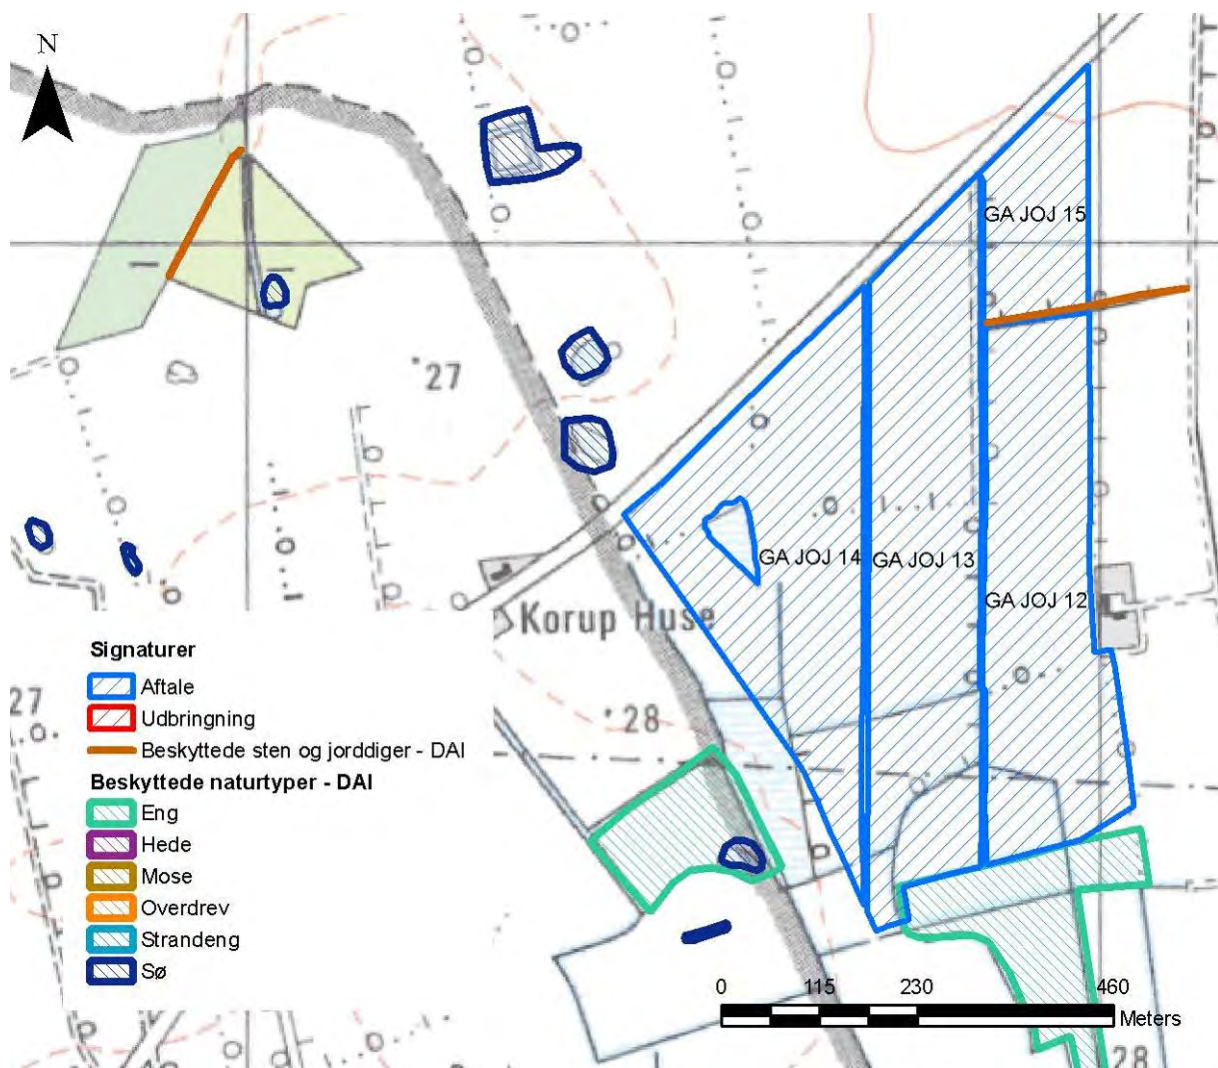 N
GA JOJ 15
27
GA JOJ 14
GA JOJ 13
GA JOJ 12
Korup Huse
Signaturer
Aftale
Udbringning
Beskyttede sten og jorddiger - DAI
Beskyttede naturtyper - DAI
Eng
Hede
Mose
Overdrev
Strandeng
Sø
27
28
0 115 230 460
Meters
28